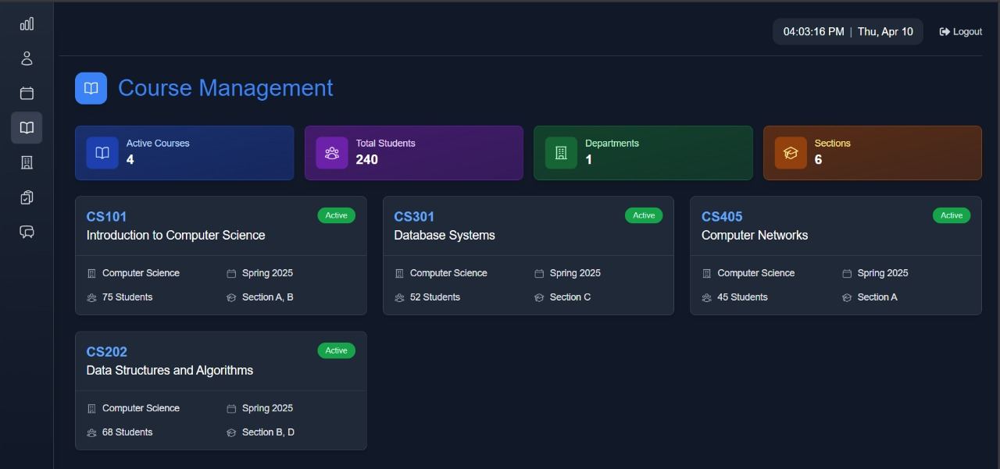 04:03:16 PM | Thu, Apr 10 Logout
Course Management
Active Courses
4
Total Students
240
Departments
1
Sections
6
CS101 Active
Introduction to Computer Science
Computer Science Spring 2025
75 Students Section A, B
CS301 Active
Database Systems
Computer Science Spring 2025
52 Students Section C
CS405 Active
Computer Networks
Computer Science Spring 2025
45 Students Section A
CS202 Active
Data Structures and Algorithms
Computer Science Spring 2025
68 Students Section B, D